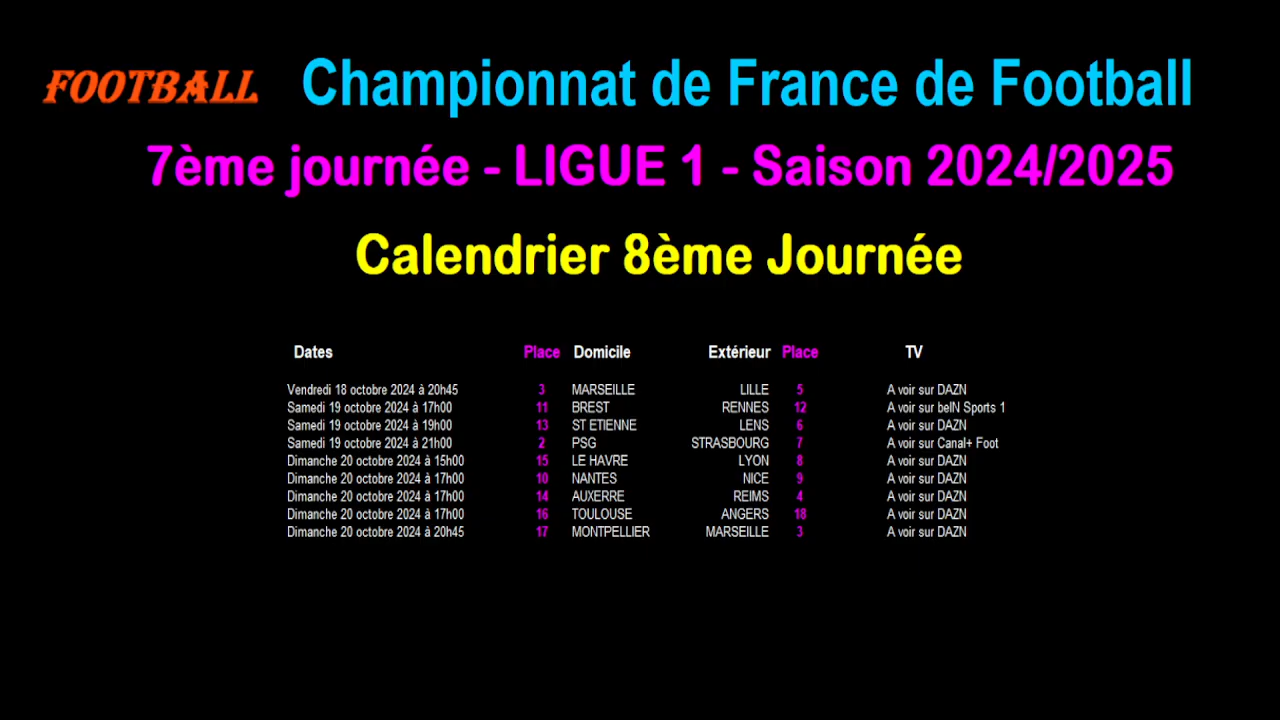 FOOTBALL Championnat de France de Football
7ème journée - LIGUE 1 - Saison 2024/2025
Calendrier 8ème Journée
Dates Place Domicile Extérieur Place TV
Vendredi 18 octobre 2024 à 20h45 3 MARSEILLE LILLE 5 A voir sur DAZN
Samedi 19 octobre 2024 à 17h00 11 BREST RENNES 12 A voir sur beIN Sports 1
Samedi 19 octobre 2024 à 19h00 13 ST ETIENNE LENS 6 A voir sur DAZN
Samedi 19 octobre 2024 à 21h00 2 PSG STRASBOURG 7 A voir sur Canal+ Foot
Dimanche 20 octobre 2024 à 15h00 15 LE HAVRE LYON 8 A voir sur DAZN
Dimanche 20 octobre 2024 à 17h00 10 NANTES NICE 9 A voir sur DAZN
Dimanche 20 octobre 2024 à 17h00 14 AUXERRE REIMS 4 A voir sur DAZN
Dimanche 20 octobre 2024 à 17h00 16 TOULOUSE ANGERS 18 A voir sur DAZN
Dimanche 20 octobre 2024 à 20h45 17 MONTPELLIER MARSEILLE 3 A voir sur DAZN